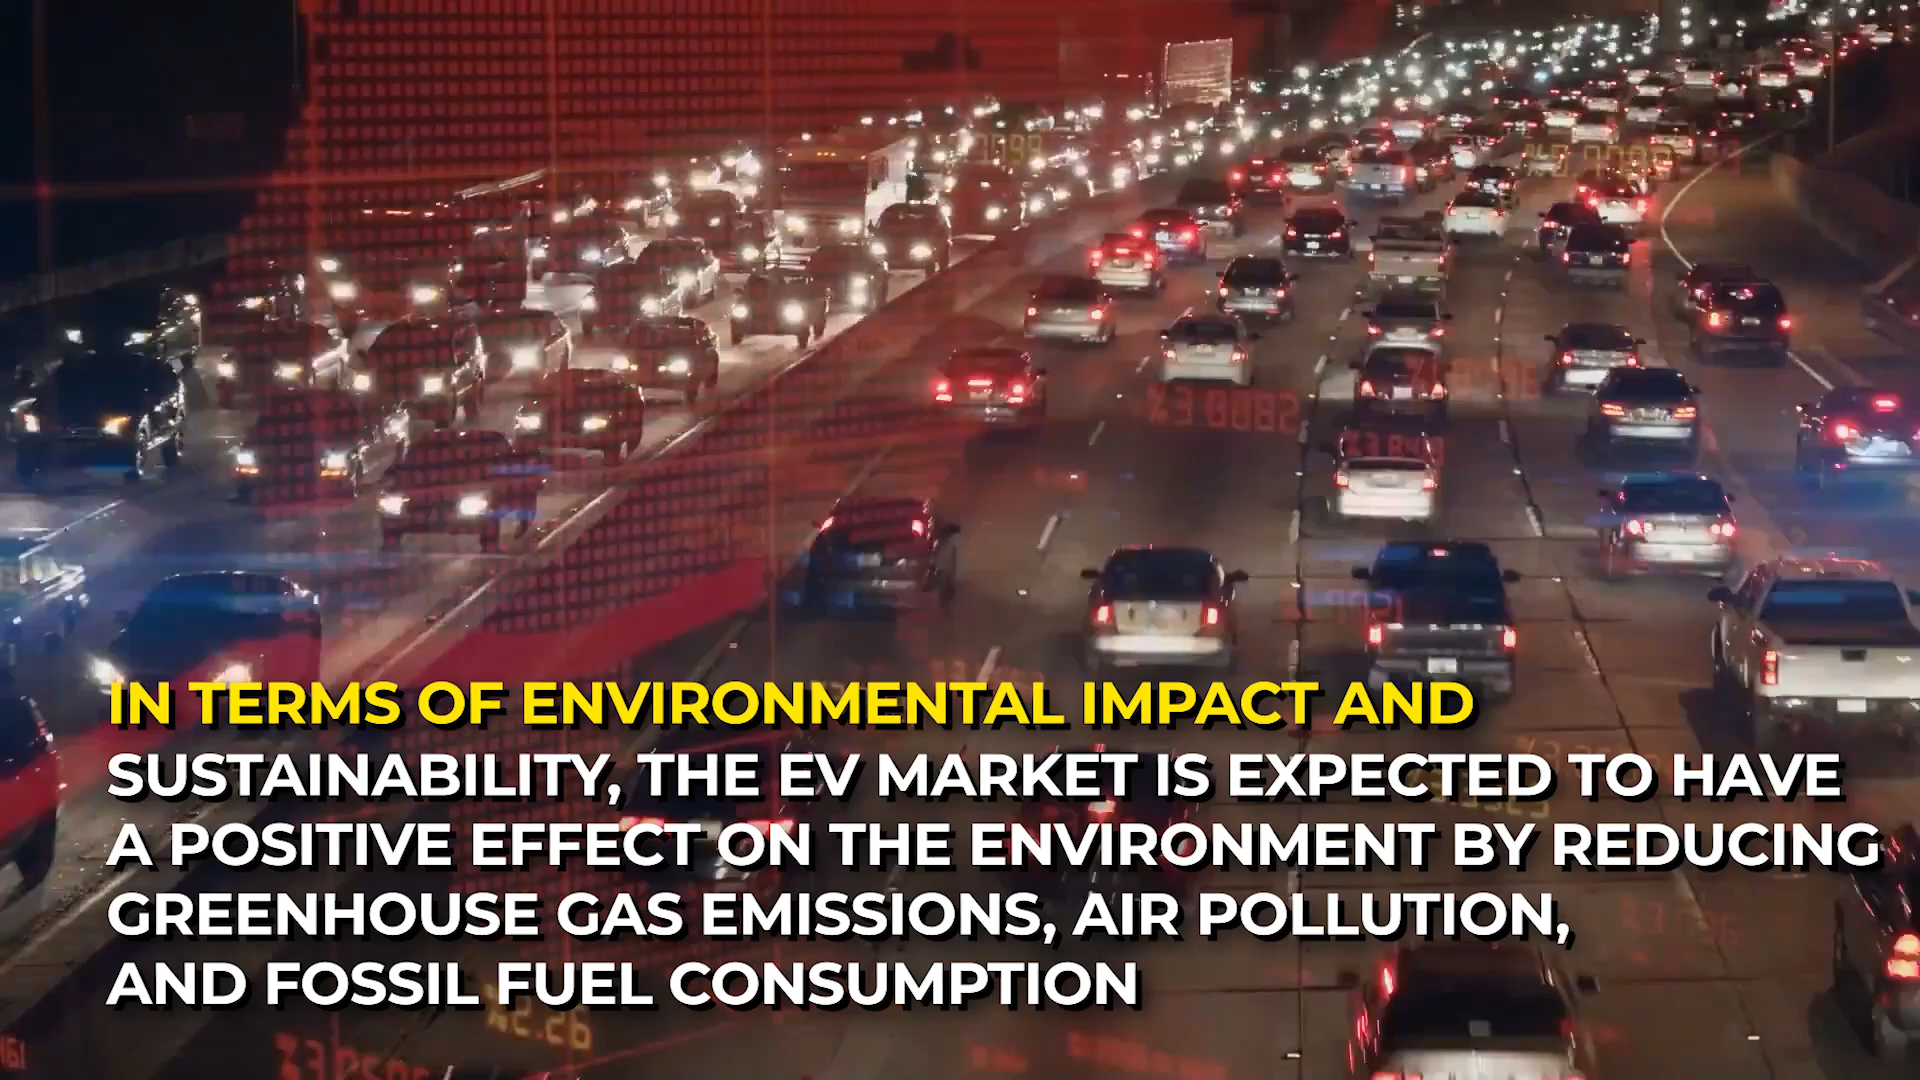 IN TERMS OF ENVIRONMENTAL IMPACT AND
SUSTAINABILITY, THE EV MARKET IS EXPECTED TO HAVE
A POSITIVE EFFECT ON THE ENVIRONMENT BY REDUCING
GREENHOUSE GAS EMISSIONS, AIR POLLUTION,
AND FOSSIL FUEL CONSUMPTION